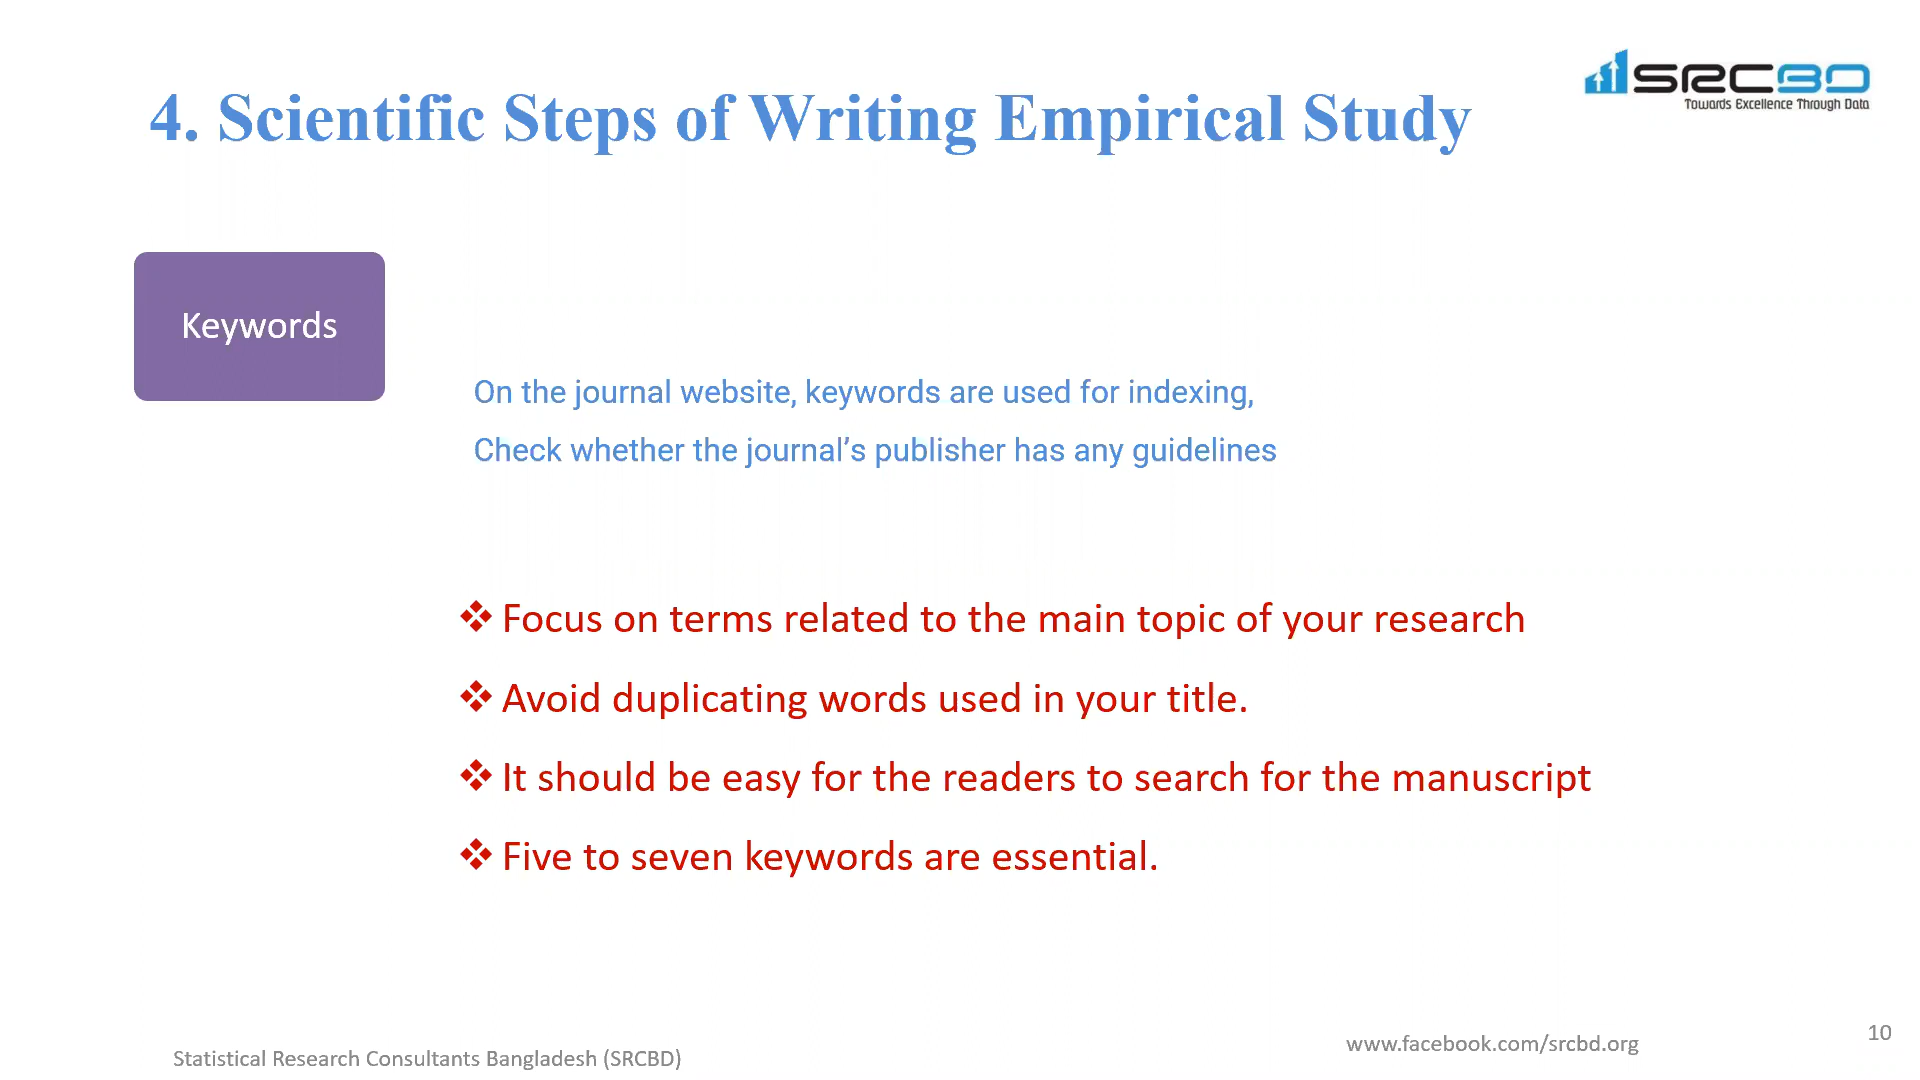 SRCBD
Towards Excellence Through Data
4. Scientific Steps of Writing Empirical Study
Keywords
On the journal website, keywords are used for indexing,
Check whether the journal’s publisher has any guidelines
❖ Focus on terms related to the main topic of your research
❖ Avoid duplicating words used in your title.
❖ It should be easy for the readers to search for the manuscript
❖ Five to seven keywords are essential.
Statistical Research Consultants Bangladesh (SRCBD)
www.facebook.com/srcbd.org
10